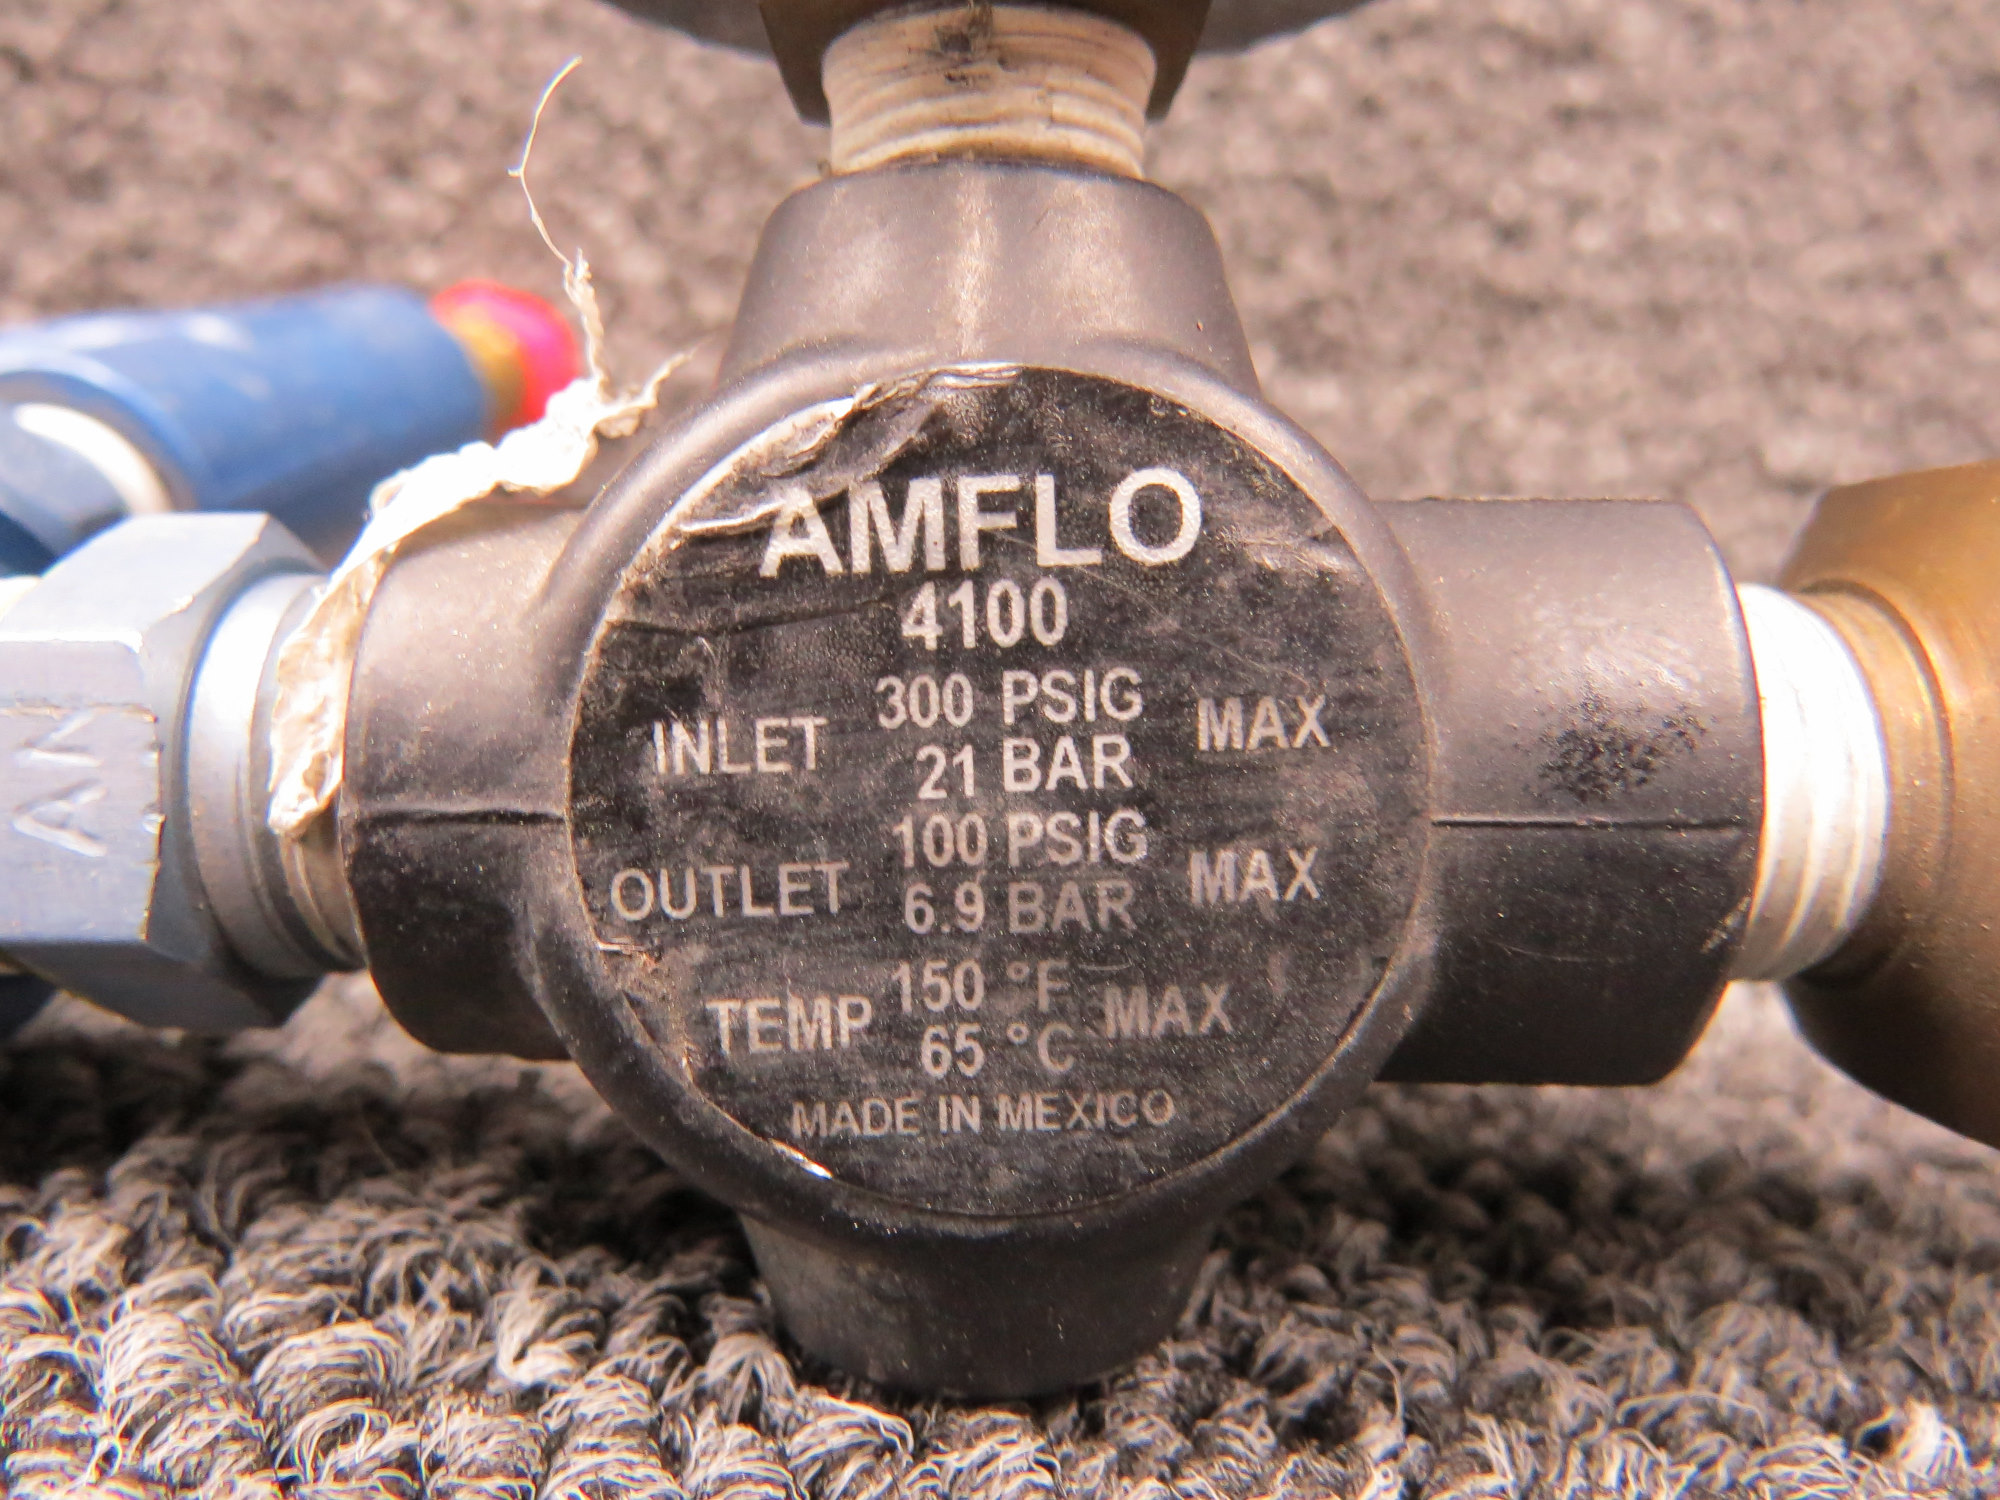 AMFLO
4100
INLET 300 PSIG MAX
21 BAR
100 PSIG
OUTLET 6.9 BAR MAX
TEMP 150 °F MAX
65 °C
MADE IN MEXICO
AN